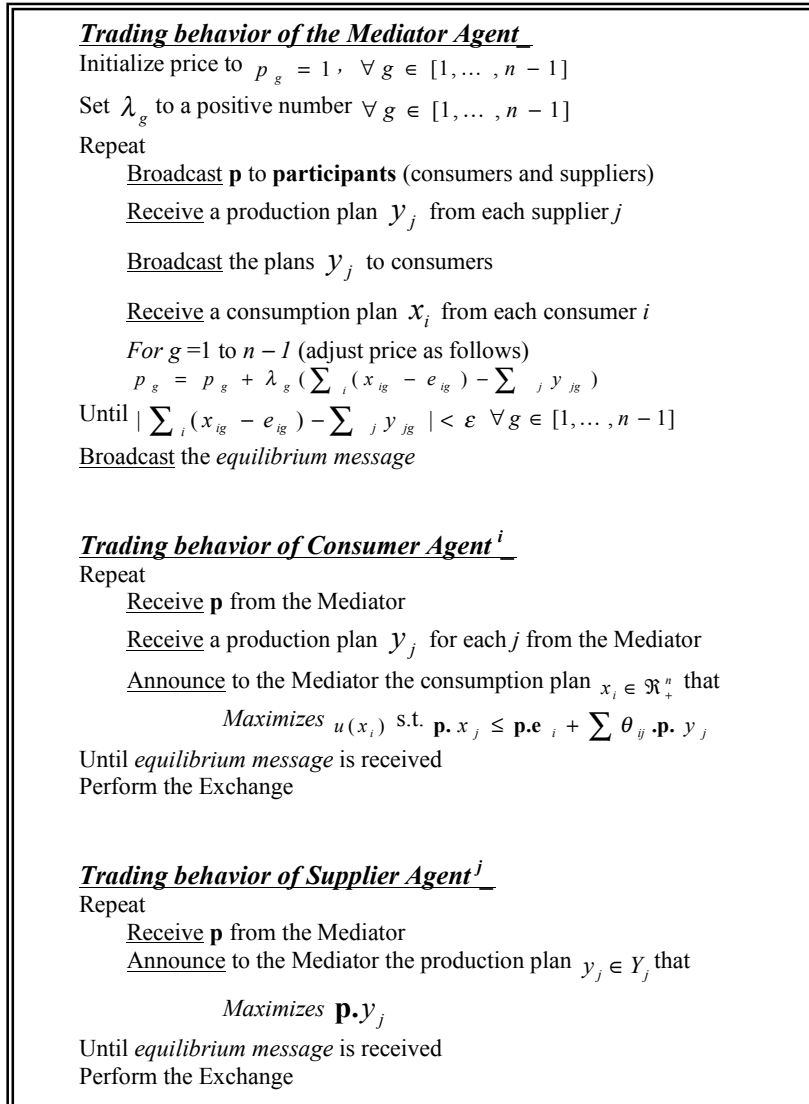 Trading behavior of the Mediator Agent_
Initialize price to p_g = 1, ∀ g ∈ [1,… , n − 1]
Set λ_g to a positive number ∀ g ∈ [1,… , n − 1]
Repeat
Broadcast p to participants (consumers and suppliers)
Receive a production plan y_j from each supplier j
Broadcast the plans y_j to consumers
Receive a consumption plan x_i from each consumer i
For g =1 to n − 1 (adjust price as follows)
p_g = p_g + λ_g (∑_i (x_ig − e_ig) − ∑_j y_jg)
Until | ∑_i (x_ig − e_ig) − ∑_j y_jg | < ε ∀ g ∈ [1,… , n − 1]
Broadcast the equilibrium message
Trading behavior of Consumer Agent^i_
Repeat
Receive p from the Mediator
Receive a production plan y_j for each j from the Mediator
Announce to the Mediator the consumption plan x_i ∈ ℜ^n_+ that
Maximizes u(x_i) s.t. p. x_j ≤ p.e_i + ∑ θ_ij .p. y_j
Until equilibrium message is received
Perform the Exchange
Trading behavior of Supplier Agent^j_
Repeat
Receive p from the Mediator
Announce to the Mediator the production plan y_j ∈ Y_j that
Maximizes p.y_j
Until equilibrium message is received
Perform the Exchange